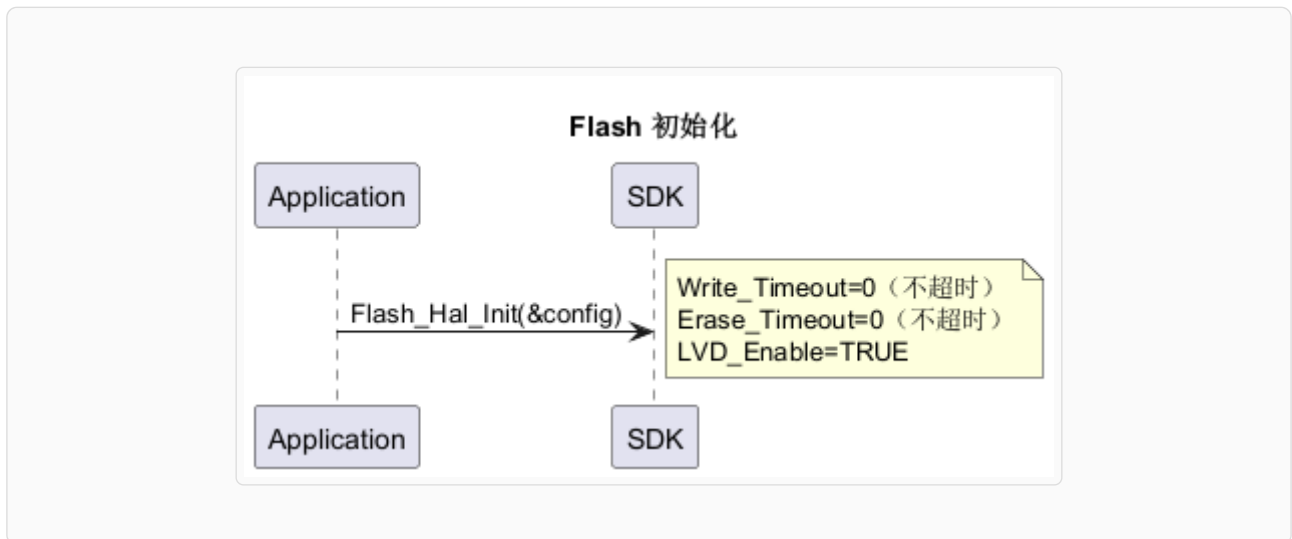 Flash 初始化
Application
SDK
Flash_Hal_Init(&config)
Write_Timeout=0（不超时）
Erase_Timeout=0（不超时）
LVD_Enable=TRUE
Application
SDK